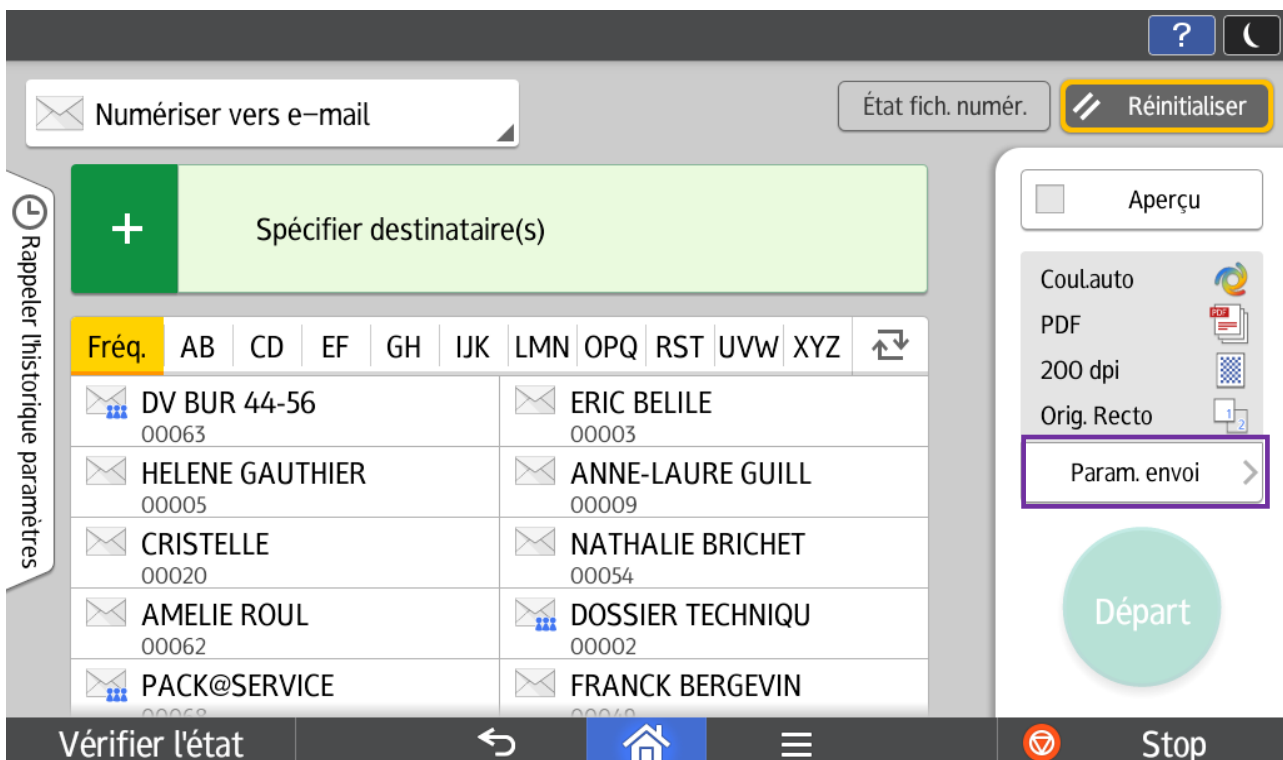 ?
Numériser vers e-mail
État fich. numér.
Réinitialiser
Rappeler l'historique paramètres
+
Spécifier destinataire(s)
Aperçu
Coul.auto
PDF
PDF
200 dpi
Orig. Recto
1
2
Param. envoi
Fréq. AB CD EF GH IJK LMN OPQ RST UVW XYZ
DV BUR 44-56
00063
ERIC BELILE
00003
HELENE GAUTHIER
00005
ANNE-LAURE GUILL
00009
CRISTELLE
00020
NATHALIE BRICHET
00054
AMELIE ROUL
00062
DOSSIER TECHNIQU
00002
PACK@SERVICE
FRANCK BERGEVIN
Départ
Vérifier l'état
Stop